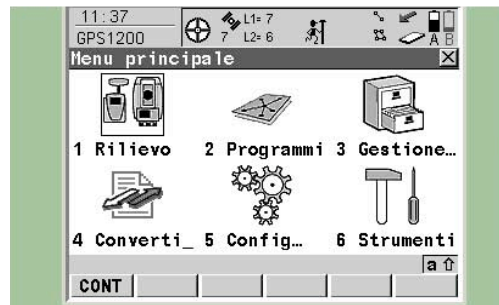 11:37
GPS1200
7
L1= 7
L2= 6
A B
Menu principale
1 Rilievo 2 Programmi 3 Gestione…
4 Converti_ 5 Config… 6 Strumenti
a
CONT